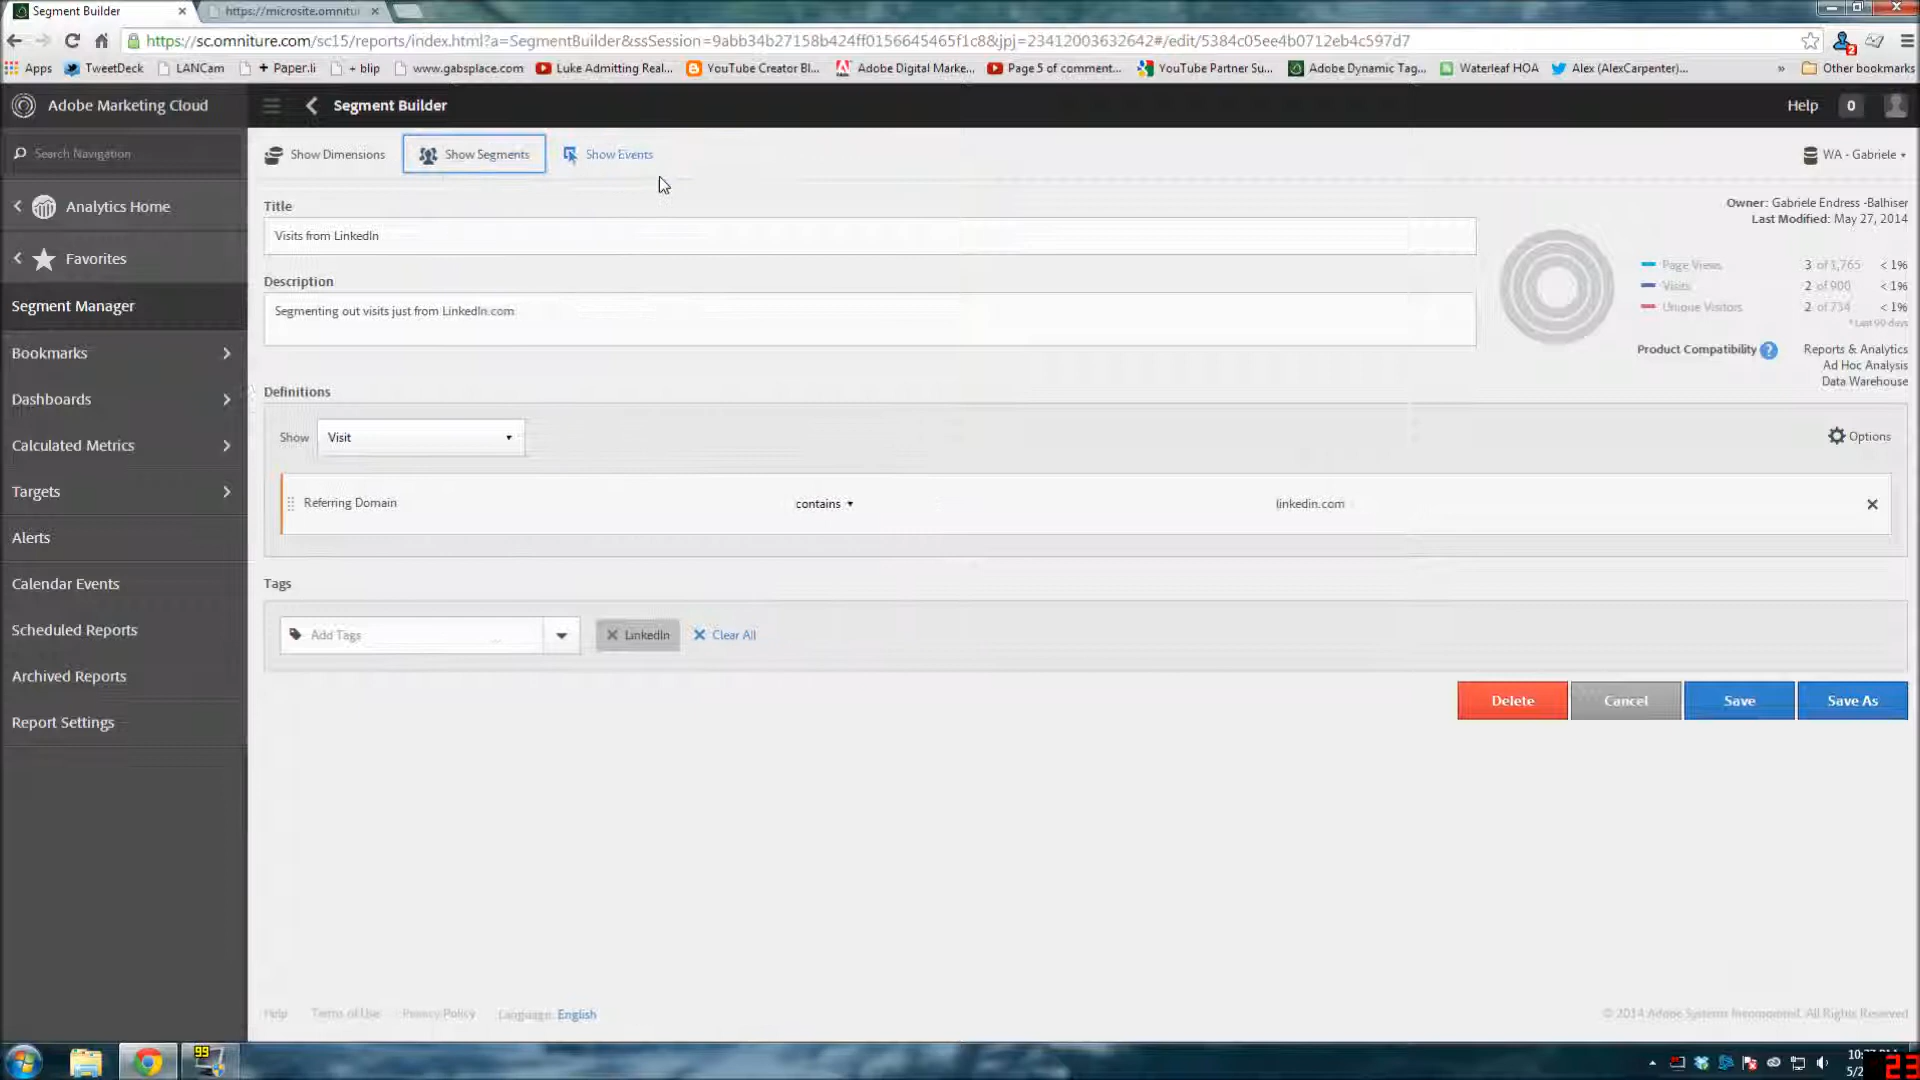 Segment Builder
https://microsite.omnitur
https://sc.omniture.com/sc15/reports/index.html?a=SegmentBuilder&ssSession=9abb34b27158b424ff0156645465f1c8&jpj=23412003632642#/edit/5384c05ee4b0712eb4c597d7
2
Apps
TweetDeck
LANCam
+ Paper.li
+ blip
www.gabsplace.com
Luke Admitting Real...
YouTube Creator Bl...
Adobe Digital Marke...
Page 5 of comment...
YouTube Partner Su...
Adobe Dynamic Tag...
Waterleaf HOA
Alex (AlexCarpenter)...
»
Other bookmarks
Adobe Marketing Cloud
Segment Builder
Help
0
Search Navigation
Analytics Home
Favorites
Segment Manager
Bookmarks
Dashboards
Calculated Metrics
Targets
Alerts
Calendar Events
Scheduled Reports
Archived Reports
Report Settings
Show Dimensions
Show Segments
Show Events
WA - Gabriele
Title
Visits from LinkedIn
Owner: Gabriele Endress -Balhiser
Last Modified: May 27, 2014
Description
Segmenting out visits just from LinkedIn.com
Page Views 3 of 1,765 < 1%
Visits 2 of 900 < 1%
Unique Visitors 2 of 734 < 1%
* Last 90 days
Product Compatibility ? Reports & Analytics
Ad Hoc Analysis
Data Warehouse
Definitions
Show Visit
Options
Referring Domain contains linkedin.com
Tags
Add Tags
LinkedIn
Clear All
Delete
Cancel
Save
Save As
Help
Terms of Use
Privacy Policy
Language: English
© 2014 Adobe Systems Incorporated. All Rights Reserved
99
23